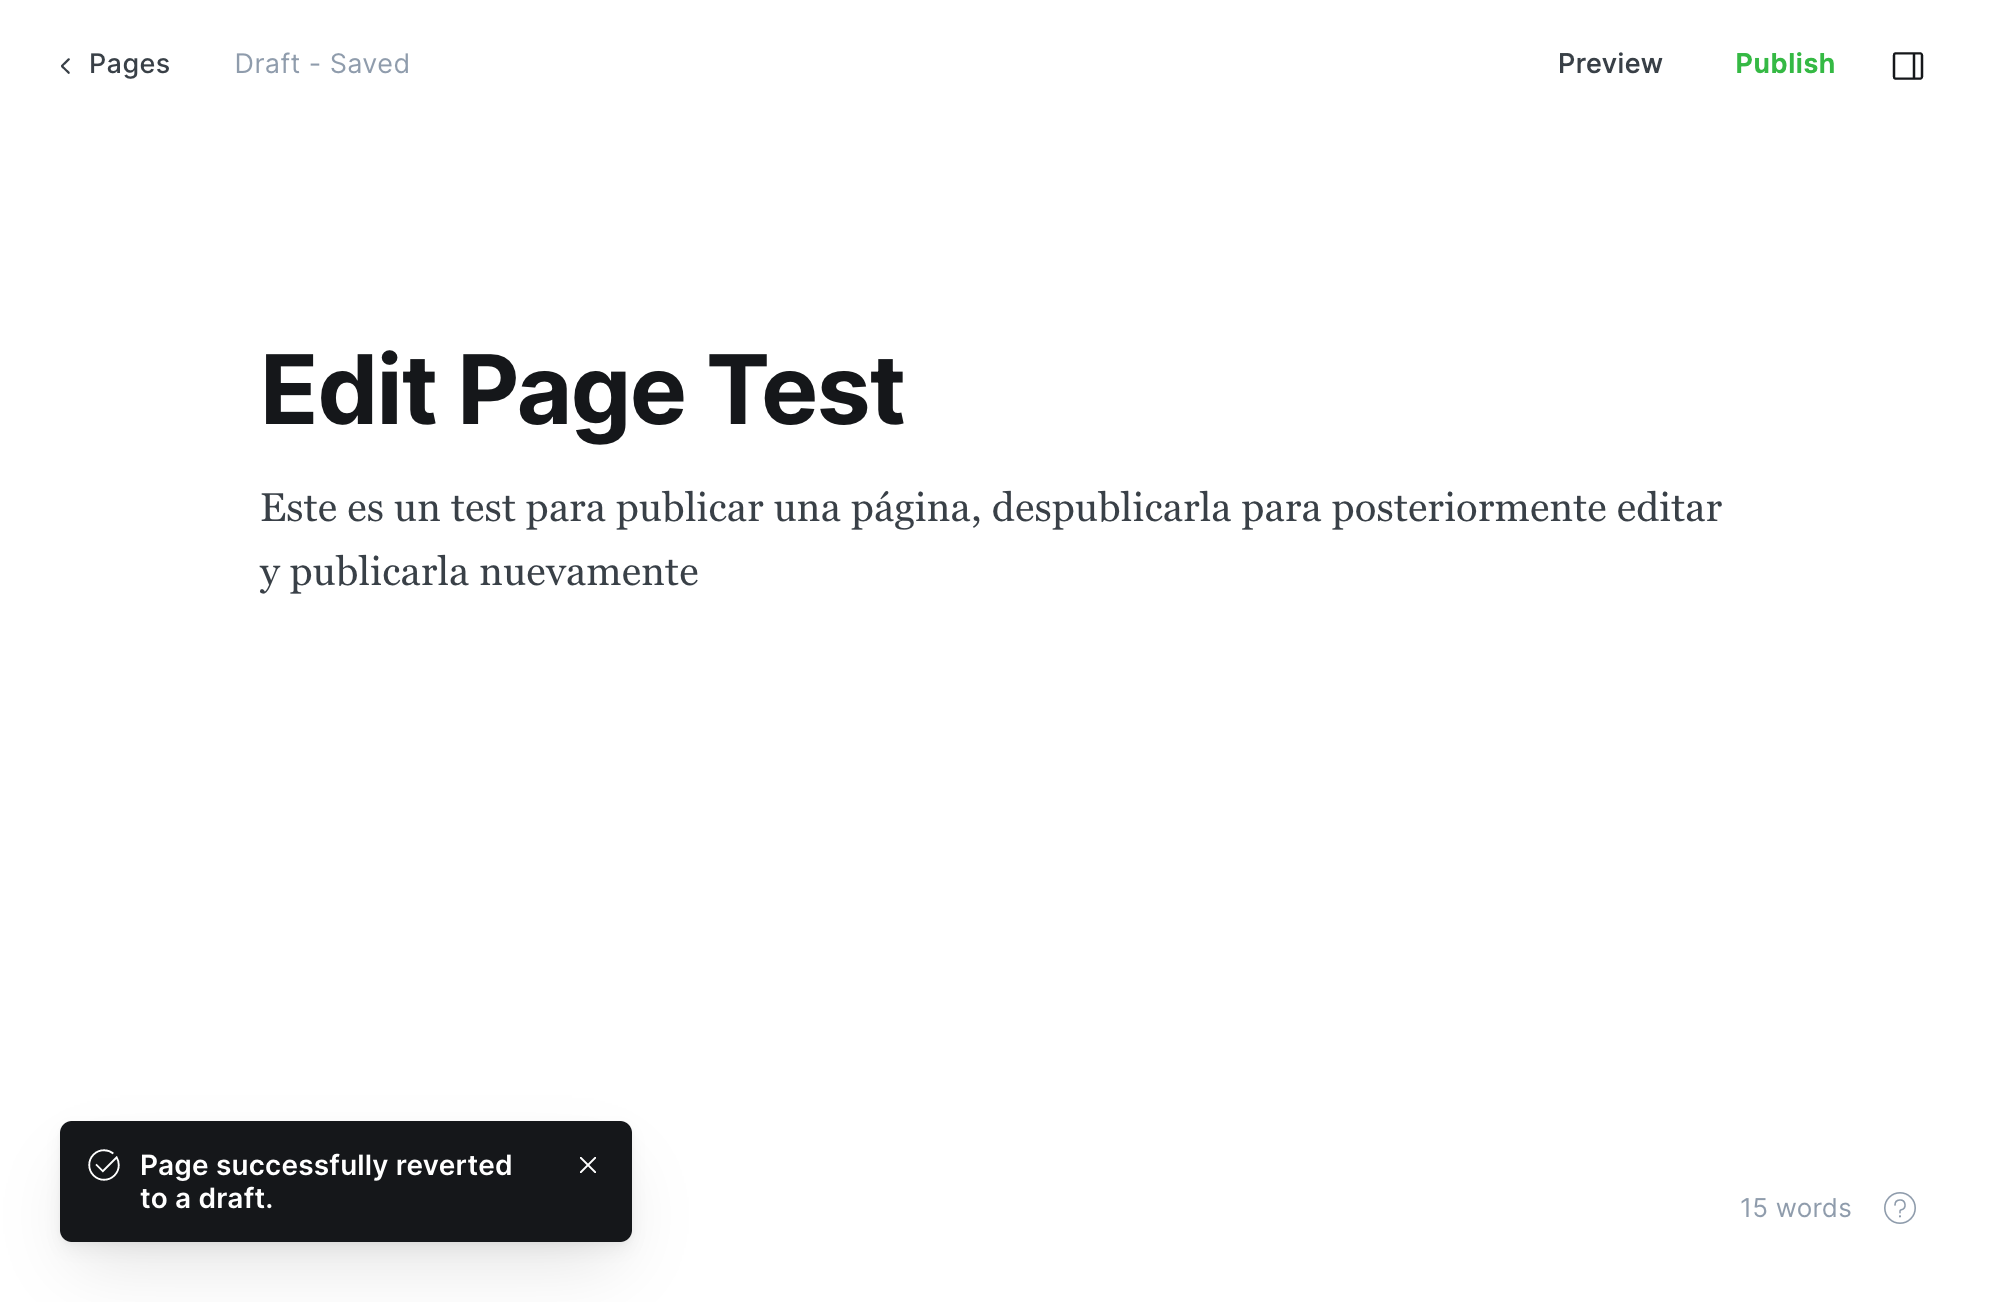 Pages
Draft - Saved
Preview
Publish
Edit Page Test
Este es un test para publicar una página, despublicarla para posteriormente editar
y publicarla nuevamente
Page successfully reverted
to a draft.
15 words
?